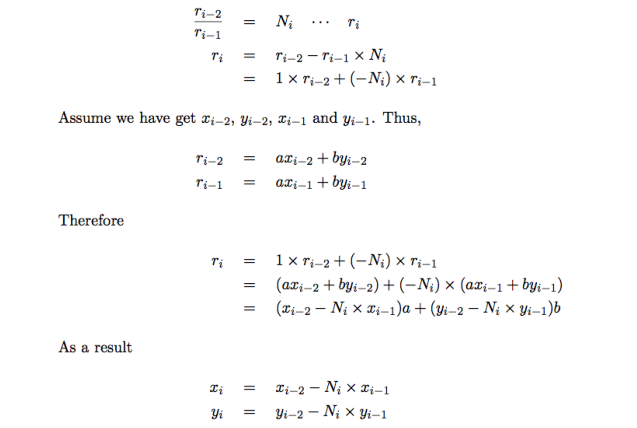 \frac{r_{i-2}}{r_{i-1}} = N_i \cdots r_i
r_i = r_{i-2} - r_{i-1} \times N_i
= 1 \times r_{i-2} + (-N_i) \times r_{i-1}
Assume we have get x_{i-2}, y_{i-2}, x_{i-1} and y_{i-1}. Thus,
r_{i-2} = ax_{i-2} + by_{i-2}
r_{i-1} = ax_{i-1} + by_{i-1}
Therefore
r_i = 1 \times r_{i-2} + (-N_i) \times r_{i-1}
= (ax_{i-2} + by_{i-2}) + (-N_i) \times (ax_{i-1} + by_{i-1})
= (x_{i-2} - N_i \times x_{i-1})a + (y_{i-2} - N_i \times y_{i-1})b
As a result
x_i = x_{i-2} - N_i \times x_{i-1}
y_i = y_{i-2} - N_i \times y_{i-1}